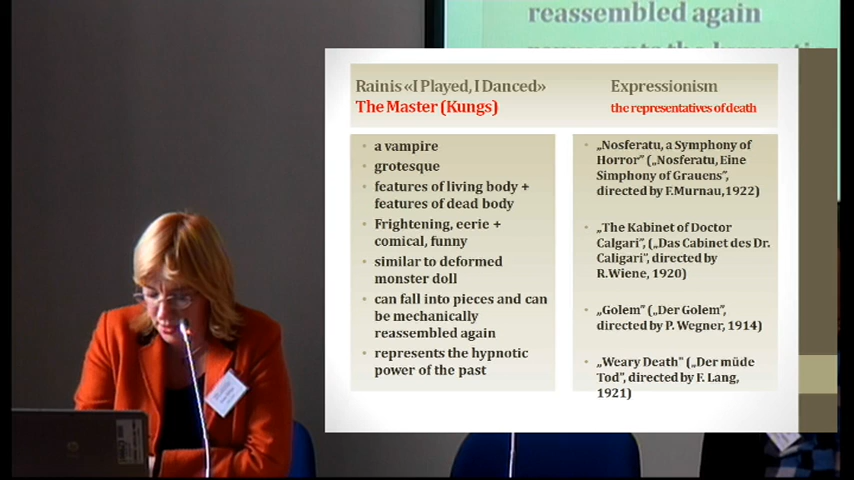 reassembled again
Rainis «I Played, I Danced»
The Master (Kungs)
Expressionism
the representatives of death
a vampire
grotesque
features of living body +
features of dead body
Frightening, eerie +
comical, funny
similar to deformed
monster doll
can fall into pieces and can
be mechanically
reassembled again
represents the hypnotic
power of the past
„Nosferatu, a Symphony of
Horror” („Nosferatu, Eine
Simphony of Grauens”,
directed by F.Murnau,1922)
„The Kabinet of Doctor
Calgari”, („Das Cabinet des Dr.
Caligari”, directed by
R.Wiene, 1920)
„Golem” („Der Golem”,
directed by P. Wegner, 1914)
„Weary Death" („Der müde
Tod”, directed by F. Lang,
1921)